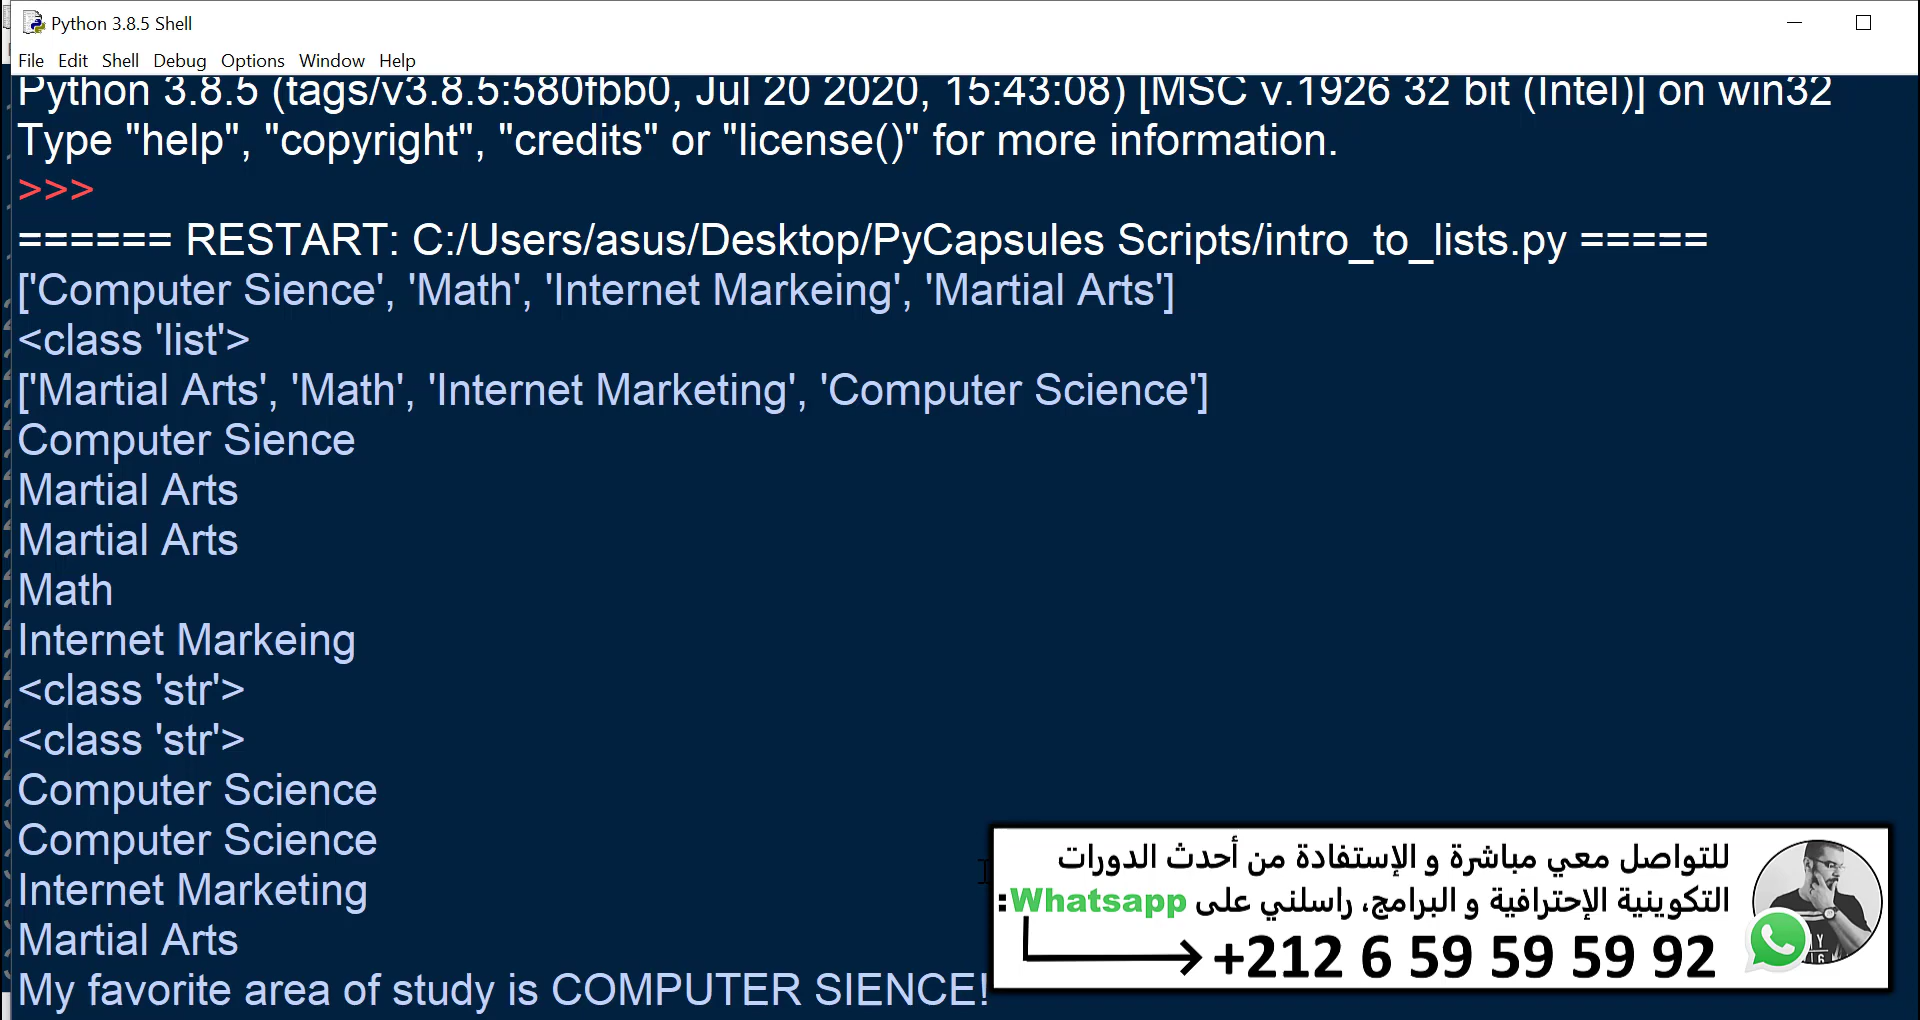 Python 3.8.5 Shell
File Edit Shell Debug Options Window Help
Python 3.8.5 (tags/v3.8.5:580fbb0, Jul 20 2020, 15:43:08) [MSC v.1926 32 bit (Intel)] on win32
Type "help", "copyright", "credits" or "license()" for more information.
>>>
====== RESTART: C:/Users/asus/Desktop/PyCapsules Scripts/intro_to_lists.py =====
['Computer Sience', 'Math', 'Internet Markeing', 'Martial Arts']
<class 'list'>
['Martial Arts', 'Math', 'Internet Marketing', 'Computer Science']
Computer Sience
Martial Arts
Martial Arts
Math
Internet Markeing
<class 'str'>
<class 'str'>
Computer Science
Computer Science
Internet Marketing
Martial Arts
My favorite area of study is COMPUTER SIENCE!
للتواصل معي مباشرة و الإستفادة من أحدث الدورات
التكوينية الإحترافية و البرامج، راسلني على Whatsapp:
+212 6 59 59 59 92